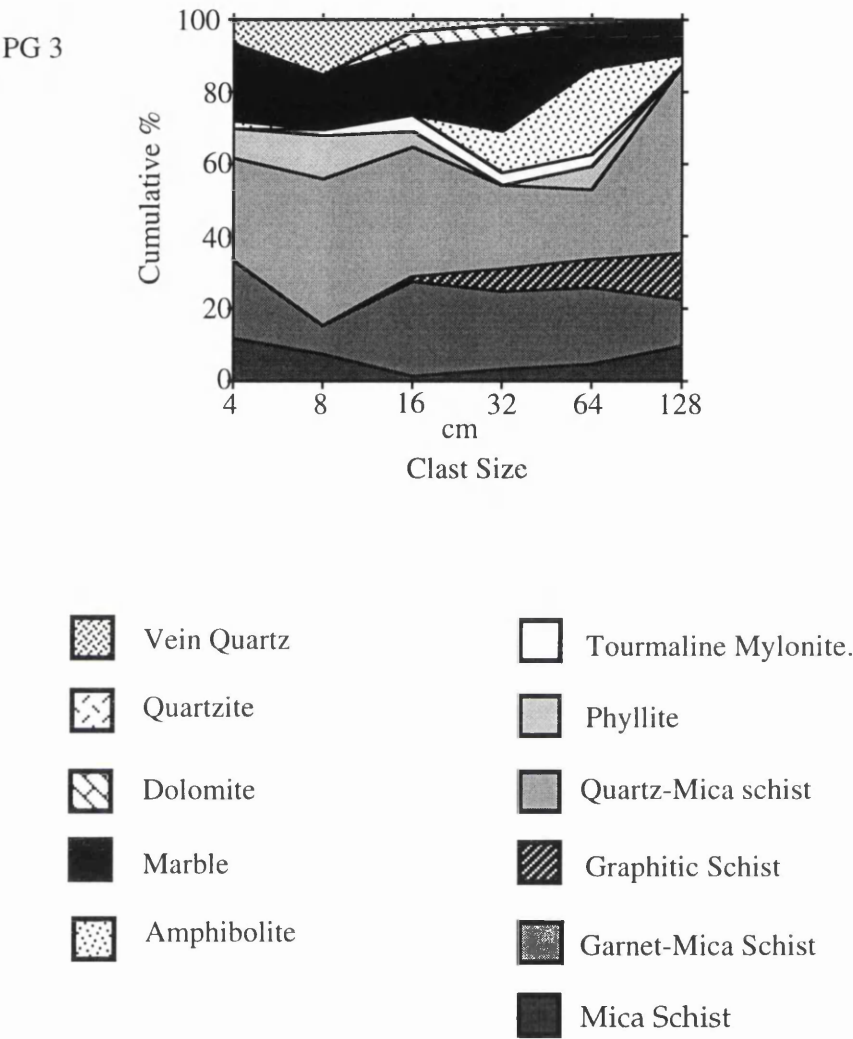 PG 3
100
80
60
40
20
0
Cumulative %
4 8 16 32 64 128
cm
Clast Size
Vein Quartz
Quartzite
Dolomite
Marble
Amphibolite
Tourmaline Mylonite.
Phyllite
Quartz-Mica schist
Graphitic Schist
Garnet-Mica Schist
Mica Schist